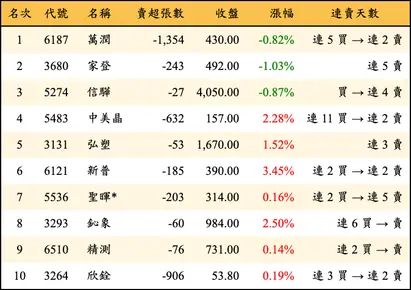 名次 代號 名稱 賣超張數 收盤 漲幅 連賣天數
1 6187 萬潤 -1,354 430.00 -0.82% 連 5 買 → 連 2 賣
2 3680 家登 -243 492.00 -1.03% 連 5 賣
3 5274 信驊 -27 4,050.00 -0.87% 買 → 連 4 賣
4 5483 中美晶 -632 157.00 2.28% 連 11 買 → 連 2 賣
5 3131 弘塑 -53 1,670.00 1.52% 連 3 賣
6 6121 新普 -185 390.00 3.45% 連 2 買 → 連 2 賣
7 5536 聖暉* -203 314.00 0.16% 連 2 買 → 連 5 賣
8 3293 鈊象 -60 984.00 2.50% 連 6 買 → 賣
9 6510 精測 -76 731.00 0.14% 連 2 買 → 賣
10 3264 欣銓 -906 53.80 0.19% 連 3 買 → 連 2 賣